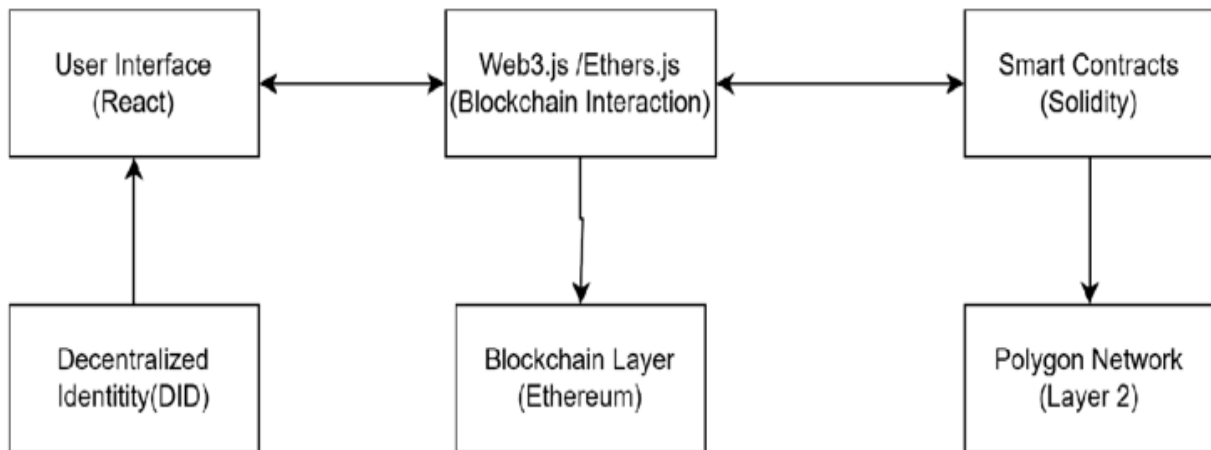 User Interface
(React)
Web3.js /Ethers.js
(Blockchain Interaction)
Smart Contracts
(Solidity)
Decentralized
Identitity(DID)
Blockchain Layer
(Ethereum)
Polygon Network
(Layer 2)